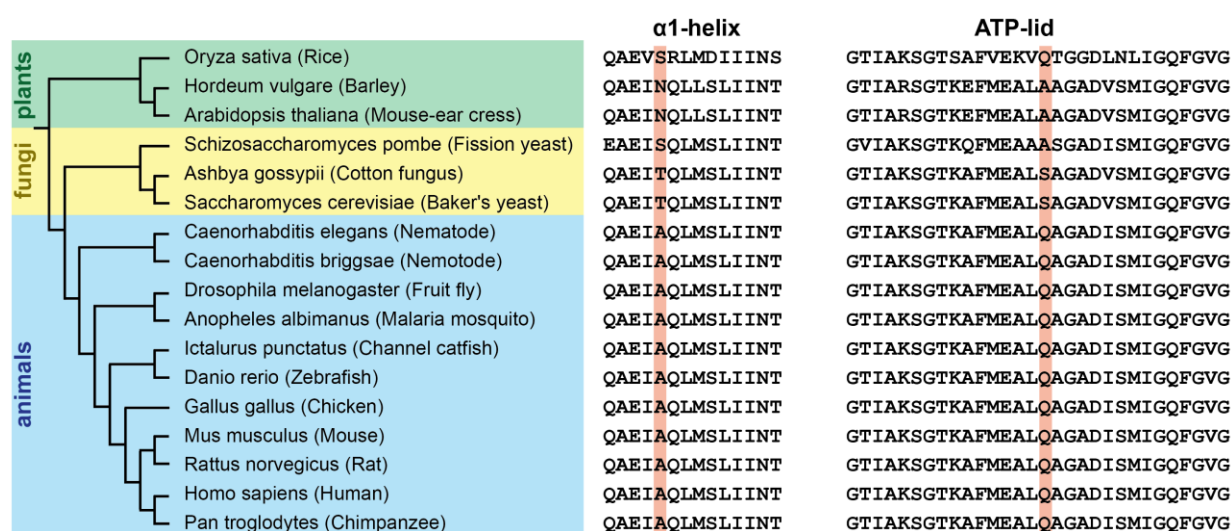 α1-helix ATP-lid
plants
Oryza sativa (Rice) QAEVSRLMDIIINS GTIAKSGTSAFVEKVQTGGDLNLIGQFGVG
Hordeum vulgare (Barley) QAEINQLLSLIINT GTIARSGTKEFMEALAAGADVSMIGQFGVG
Arabidopsis thaliana (Mouse-ear cress) QAEINQLLSLIINT GTIARSGTKEFMEALAAGADVSMIGQFGVG
fungi
Schizosaccharomyces pombe (Fission yeast) EAEISQLMSLIINT GVIAKSGTKQFMEAAASGADISMIGQFGVG
Ashbya gossypii (Cotton fungus) QAEITQLMSLIINT GTIAKSGTKAFMEALSAGADVSMIGQFGVG
Saccharomyces cerevisiae (Baker's yeast) QAEITQLMSLIINT GTIAKSGTKAFMEALSAGADVSMIGQFGVG
animals
Caenorhabditis elegans (Nematode) QAEIAQLMSLIINT GTIAKSGTKAFMEALQAGADISMIGQFGVG
Caenorhabditis briggsae (Nemotode) QAEIAQLMSLIINT GTIAKSGTKAFMEALQAGADISMIGQFGVG
Drosophila melanogaster (Fruit fly) QAEIAQLMSLIINT GTIAKSGTKAFMEALQAGADISMIGQFGVG
Anopheles albimanus (Malaria mosquito) QAEIAQLMSLIINT GTIAKSGTKAFMEALQAGADISMIGQFGVG
Ictalurus punctatus (Channel catfish) QAEIAQLMSLIINT GTIAKSGTKAFMEALQAGADISMIGQFGVG
Danio rerio (Zebrafish) QAEIAQLMSLIINT GTIAKSGTKAFMEALQAGADISMIGQFGVG
Gallus gallus (Chicken) QAEIAQLMSLIINT GTIAKSGTKAFMEALQAGADISMIGQFGVG
Mus musculus (Mouse) QAEIAQLMSLIINT GTIAKSGTKAFMEALQAGADISMIGQFGVG
Rattus norvegicus (Rat) QAEIAQLMSLIINT GTIAKSGTKAFMEALQAGADISMIGQFGVG
Homo sapiens (Human) QAEIAQLMSLIINT GTIAKSGTKAFMEALQAGADISMIGQFGVG
Pan troglodytes (Chimpanzee) QAEIAQLMSLIINT GTIAKSGTKAFMEALQAGADISMIGQFGVG